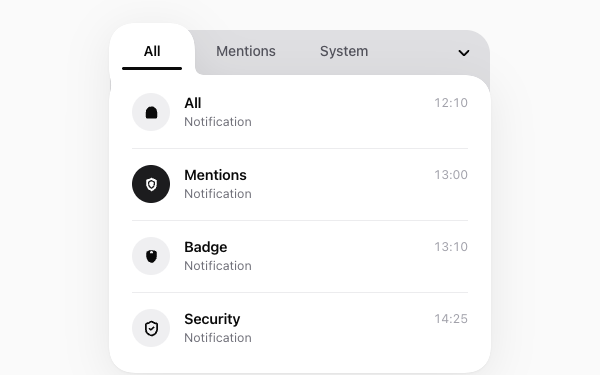 All Mentions System
All 12:10
Notification
Mentions 13:00
Notification
Badge 13:10
Notification
Security 14:25
Notification